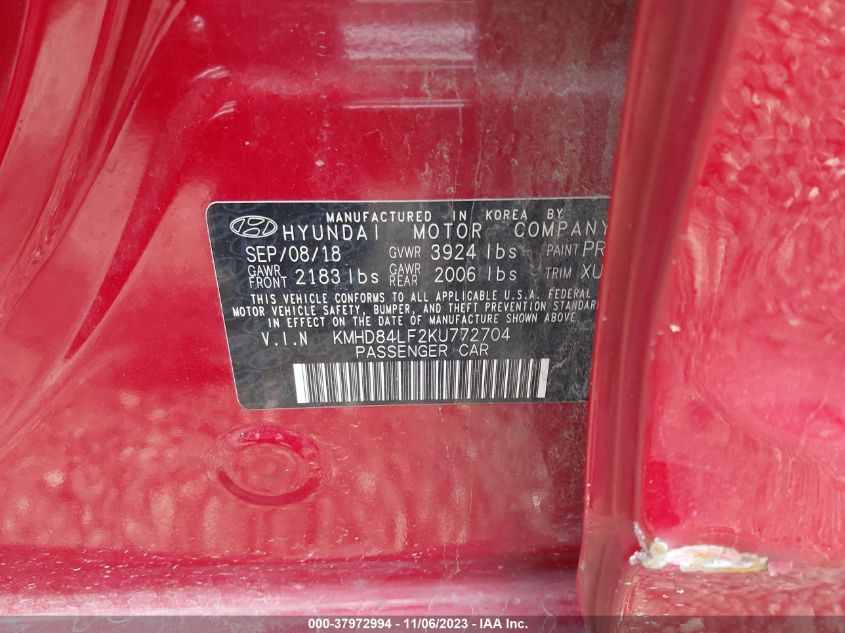 MANUFACTURED IN KOREA BY
HYUNDAI MOTOR COMPANY
SEP/08/18 GVWR 3924 lbs PAINT PR
GAWR FRONT 2183 lbs GAWR REAR 2006 lbs TRIM XU
THIS VEHICLE CONFORMS TO ALL APPLICABLE U.S.A. FEDERAL
MOTOR VEHICLE SAFETY, BUMPER, AND THEFT PREVENTION STANDAR
IN EFFECT ON THE DATE OF MANUFACTURE SHOWN ABOVE
V.I.N KMHD84LF2KU772704
PASSENGER CAR
000-37972994 - 11/06/2023 - IAA Inc.